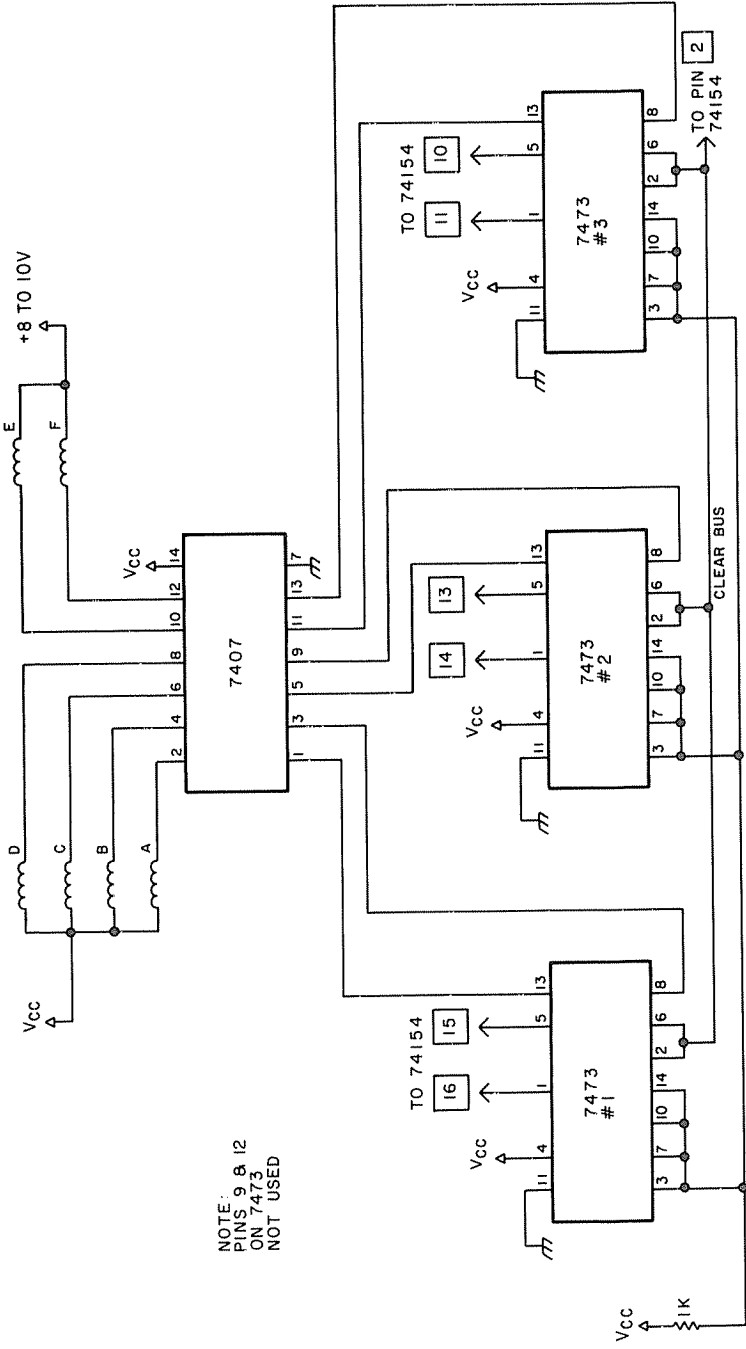 +8 TO 10V
E
F
VCC
D
C
B
A
VCC
14
12
10
8
6
4
2
7407
7
13
11
9
5
3
1
NOTE:
PINS 9 & 12
ON 7473
NOT USED
TO 74154
16
15
VCC
11
4
1
5
13
7473
#1
3
7
10
14
2
6
8
14
13
VCC
11
4
1
5
13
7473
#2
3
7
10
14
2
6
8
TO 74154
11
10
VCC
11
4
1
5
13
7473
#3
3
7
10
14
2
6
8
TO PIN 2
74154
CLEAR BUS
VCC
1K